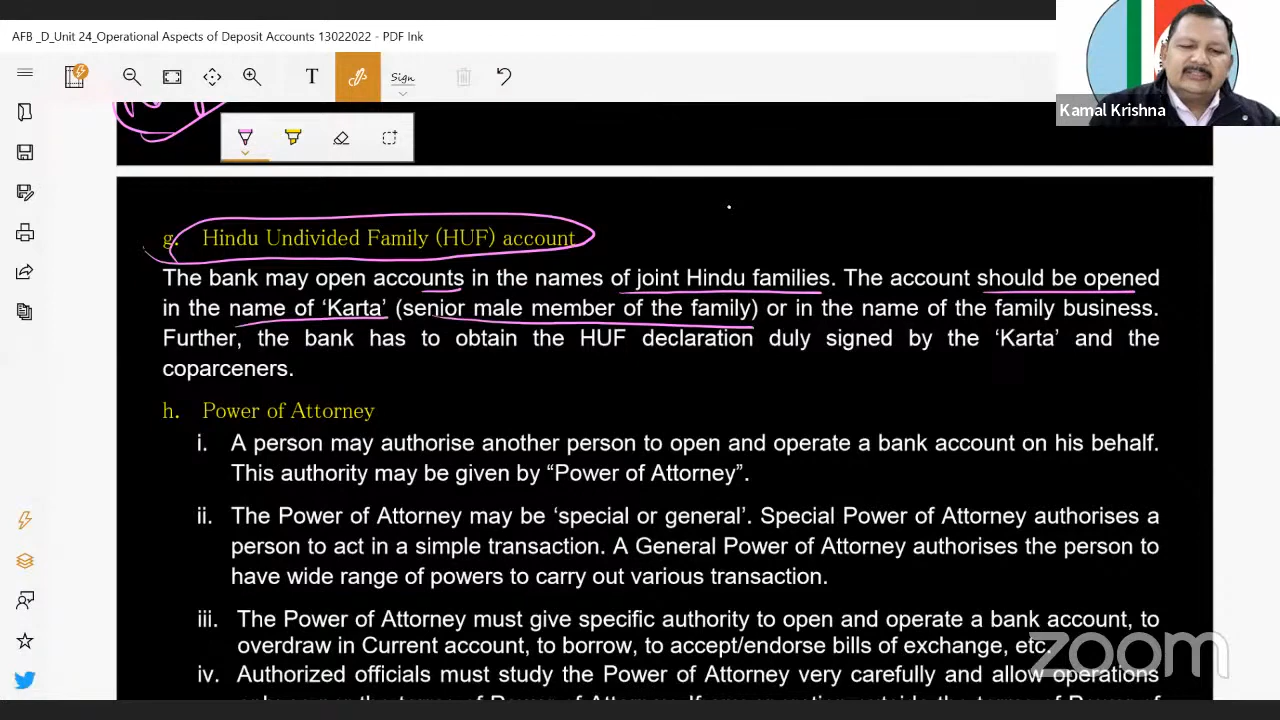 AFB _D_Unit 24_Operational Aspects of Deposit Accounts 13022022 - PDF Ink
T
Sign
Kamal Krishna
g. Hindu Undivided Family (HUF) account
The bank may open accounts in the names of joint Hindu families. The account should be opened
in the name of ‘Karta’ (senior male member of the family) or in the name of the family business.
Further, the bank has to obtain the HUF declaration duly signed by the ‘Karta’ and the
coparceners.
h. Power of Attorney
i. A person may authorise another person to open and operate a bank account on his behalf.
This authority may be given by “Power of Attorney”.
ii. The Power of Attorney may be ‘special or general’. Special Power of Attorney authorises a
person to act in a simple transaction. A General Power of Attorney authorises the person to
have wide range of powers to carry out various transaction.
iii. The Power of Attorney must give specific authority to open and operate a bank account, to
overdraw in Current account, to borrow, to accept/endorse bills of exchange, etc.
iv. Authorized officials must study the Power of Attorney very carefully and allow operations
zoom